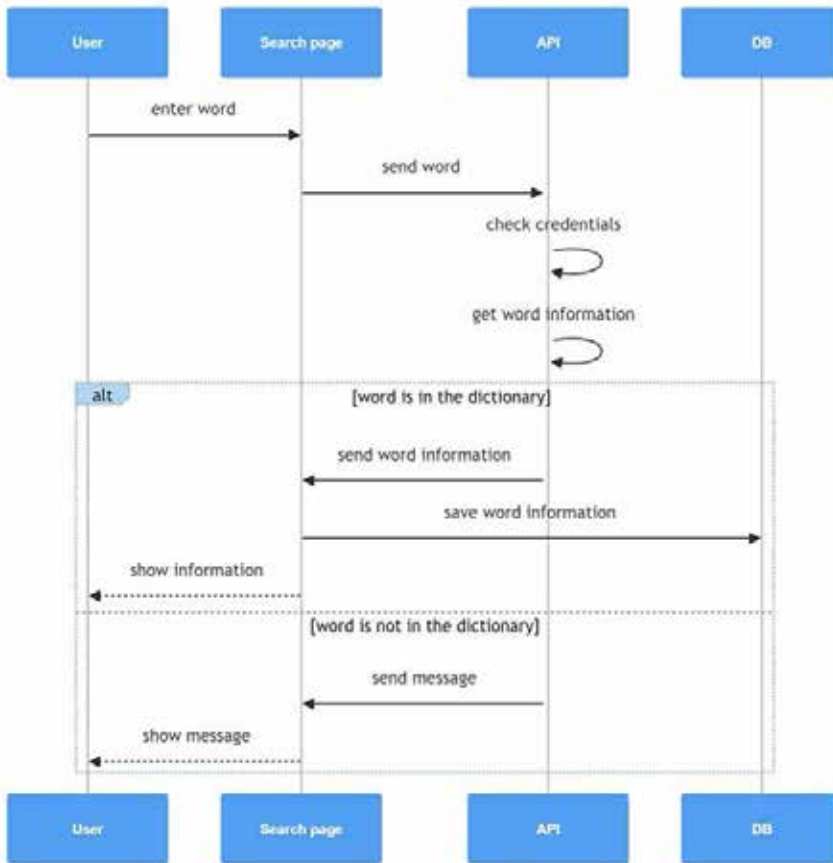 User Search page API DB
enter word
send word
check credentials
get word information
alt [word is in the dictionary]
send word information
save word information
show information
[word is not in the dictionary]
send message
show message
User Search page API DB